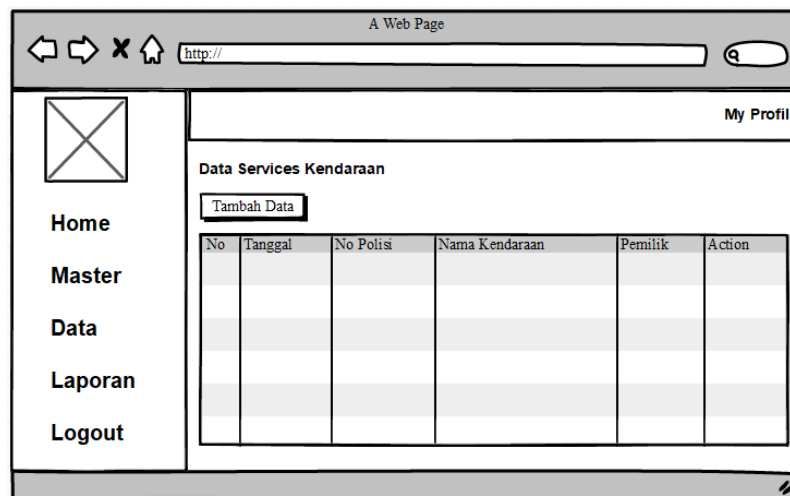 A Web Page
http://
My Profil
Data Services Kendaraan
Tambah Data
Home
Master
Data
Laporan
Logout
No Tanggal No Polisi Nama Kendaraan Pemilik Action